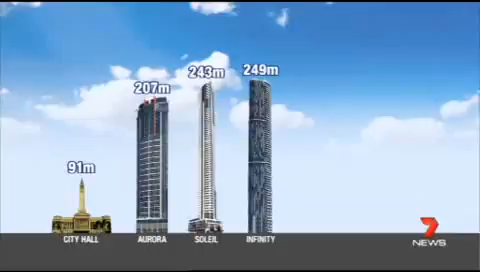 249m
243m
207m
91m
CITY HALL
AURORA
SOLEIL
INFINITY
7
NEWS